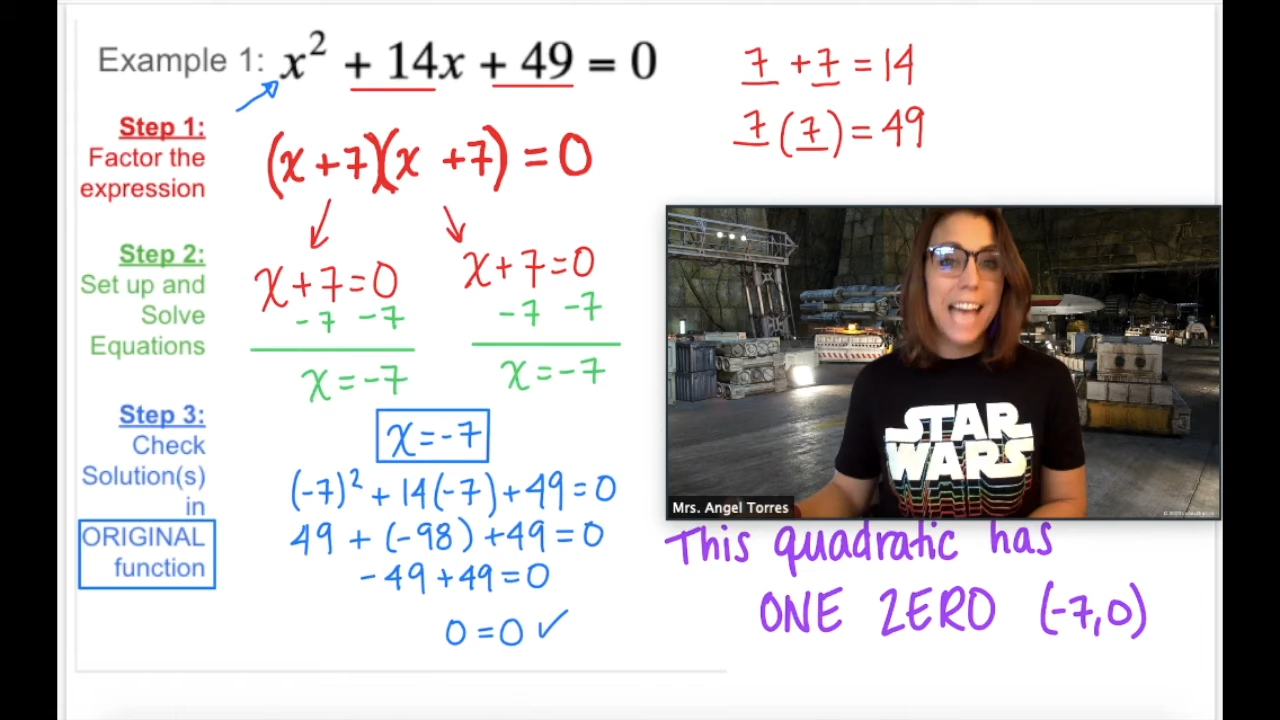 Example 1: x² + 14x + 49 = 0
7 + 7 = 14
7 (7) = 49
Step 1:
Factor the
expression
(x + 7)(x + 7) = 0
Step 2:
Set up and
Solve
Equations
x + 7 = 0
- 7 - 7
x = -7
x + 7 = 0
- 7 - 7
x = -7
Step 3:
Check
Solution(s)
in
ORIGINAL
function
x = -7
(-7)² + 14(-7) + 49 = 0
49 + (-98) + 49 = 0
- 49 + 49 = 0
0 = 0 ✓
STAR
WARS
Mrs. Angel Torres
This quadratic has
ONE ZERO (-7, 0)